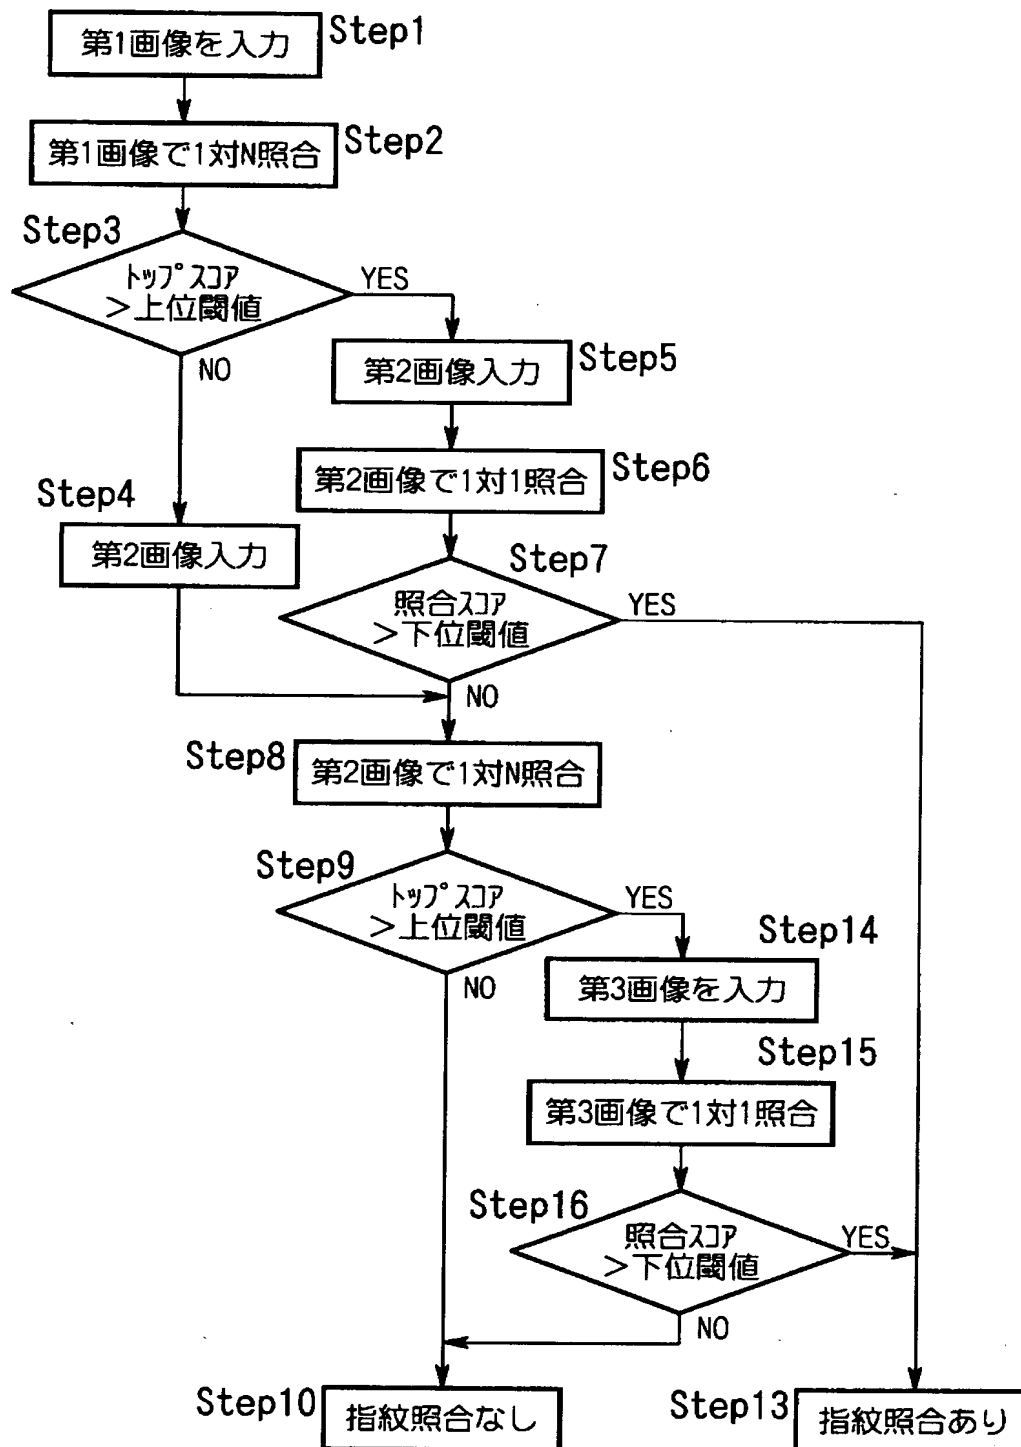 第1画像を入力
Step1
第1画像で1対N照合
Step2
Step3
ﾄｯﾌﾟｽｺｱ
＞上位閾値
YES
NO
第2画像入力
Step5
第2画像で1対1照合
Step6
Step4
第2画像入力
Step7
照合ｽｺｱ
＞下位閾値
YES
NO
Step8
第2画像で1対N照合
Step9
ﾄｯﾌﾟｽｺｱ
＞上位閾値
YES
NO
Step14
第3画像を入力
Step15
第3画像で1対1照合
Step16
照合ｽｺｱ
＞下位閾値
YES
NO
Step10
指紋照合なし
Step13
指紋照合あり